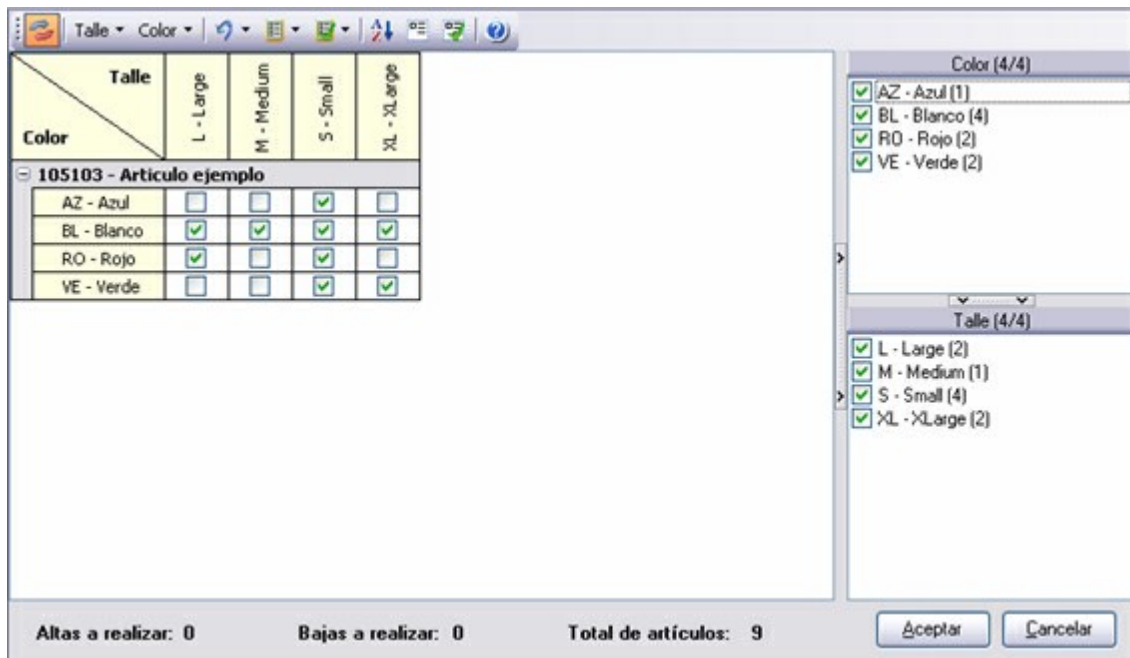 Talle Color
Talle
Color
L - Large
M - Medium
S - Small
XL - XLarge
105103 - Articulo ejemplo
AZ - Azul
BL - Blanco
RO - Rojo
VE - Verde
Color (4/4)
AZ - Azul (1)
BL - Blanco (4)
RO - Rojo (2)
VE - Verde (2)
Talle (4/4)
L - Large (2)
M - Medium (1)
S - Small (4)
XL - XLarge (2)
Altas a realizar: 0 Bajas a realizar: 0 Total de artículos: 9
Aceptar Cancelar